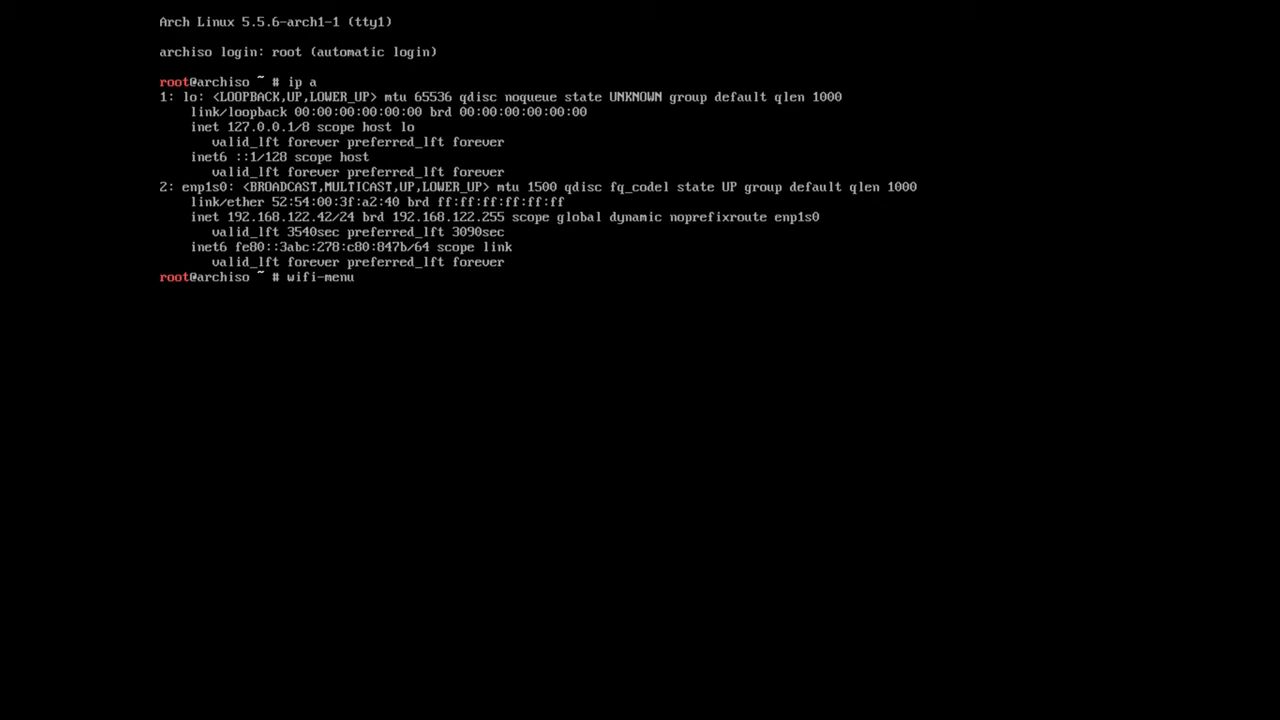 Arch Linux 5.5.6-arch1-1 (tty1)
archiso login: root (automatic login)
root@archiso ~ # ip a
1: lo: <LOOPBACK,UP,LOWER_UP> mtu 65536 qdisc noqueue state UNKNOWN group default qlen 1000
    link/loopback 00:00:00:00:00:00 brd 00:00:00:00:00:00
    inet 127.0.0.1/8 scope host lo
       valid_lft forever preferred_lft forever
    inet6 ::1/128 scope host
       valid_lft forever preferred_lft forever
2: enp1s0: <BROADCAST,MULTICAST,UP,LOWER_UP> mtu 1500 qdisc fq_codel state UP group default qlen 1000
    link/ether 52:54:00:3f:a2:40 brd ff:ff:ff:ff:ff:ff
    inet 192.168.122.42/24 brd 192.168.122.255 scope global dynamic noprefixroute enp1s0
       valid_lft 3540sec preferred_lft 3090sec
    inet6 fe80::3abc:278:c80:847b/64 scope link
       valid_lft forever preferred_lft forever
root@archiso ~ # wifi-menu